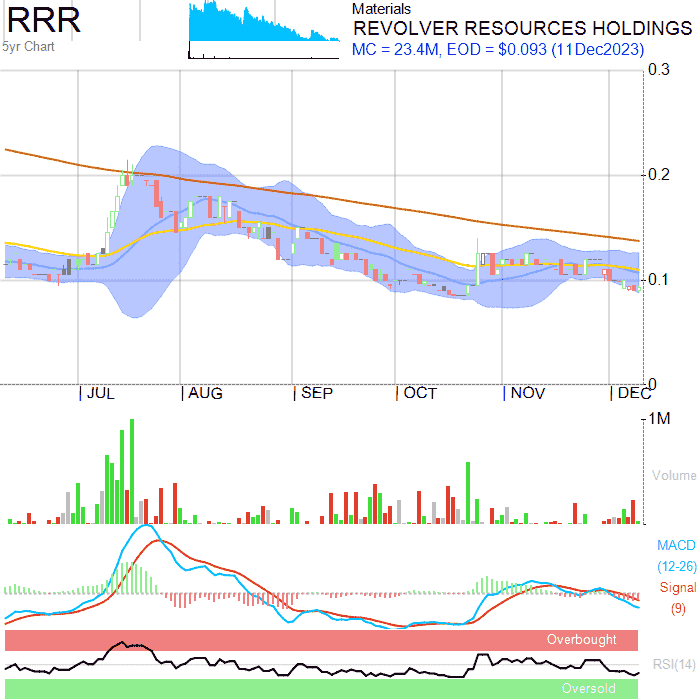 RRR
5yr Chart
Materials
REVOLVER RESOURCES HOLDINGS
MC = 23.4M, EOD = $0.093 (11Dec2023)
0.3
0.2
0.1
0
JUL
AUG
SEP
OCT
NOV
DEC
1M
Volume
MACD
(12-26)
Signal
(9)
Overbought
RSI(14)
Oversold